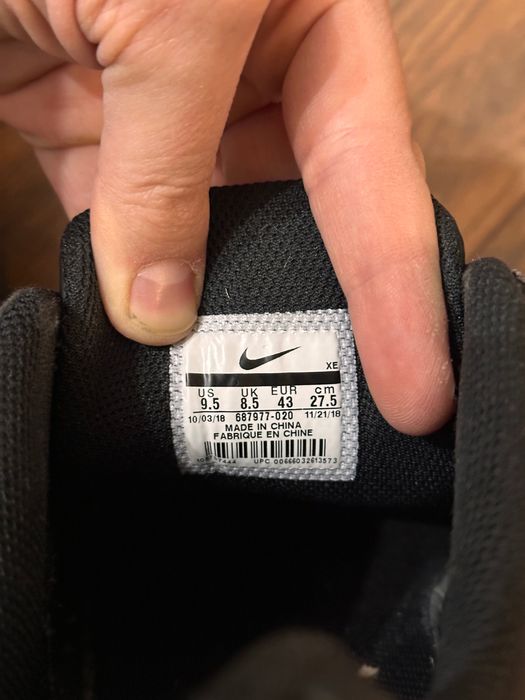 XE
US UK EUR cm
9.5 8.5 43 27.5
10/03/18 687977-020 11/21/18
MADE IN CHINA
FABRIQUE EN CHINE
UPC 00666032613573